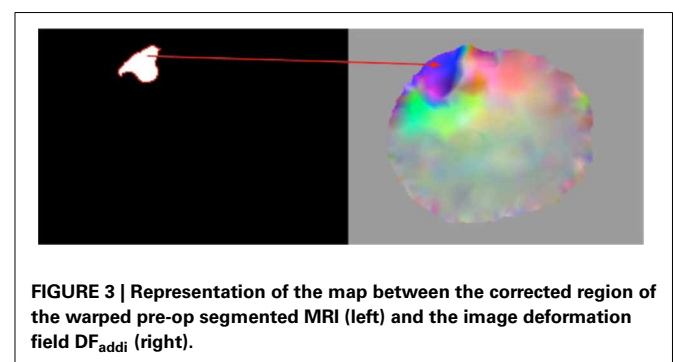 FIGURE 3 | Representation of the map between the corrected region of
the warped pre-op segmented MRI (left) and the image deformation
field DFaddi (right).